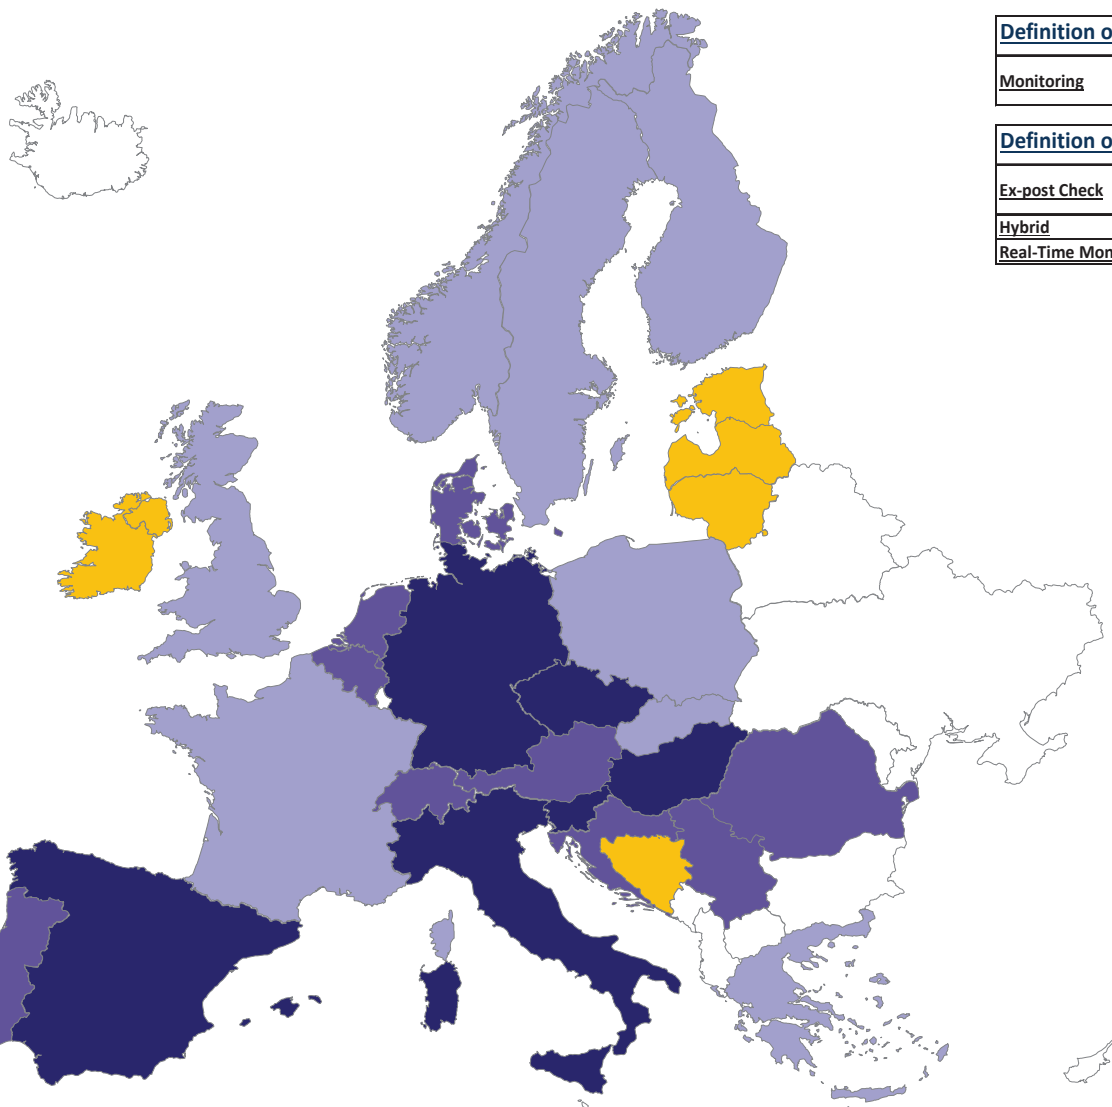 Definition o
Monitoring
Definition o
Ex-post Check
Hybrid
Real-Time Mon